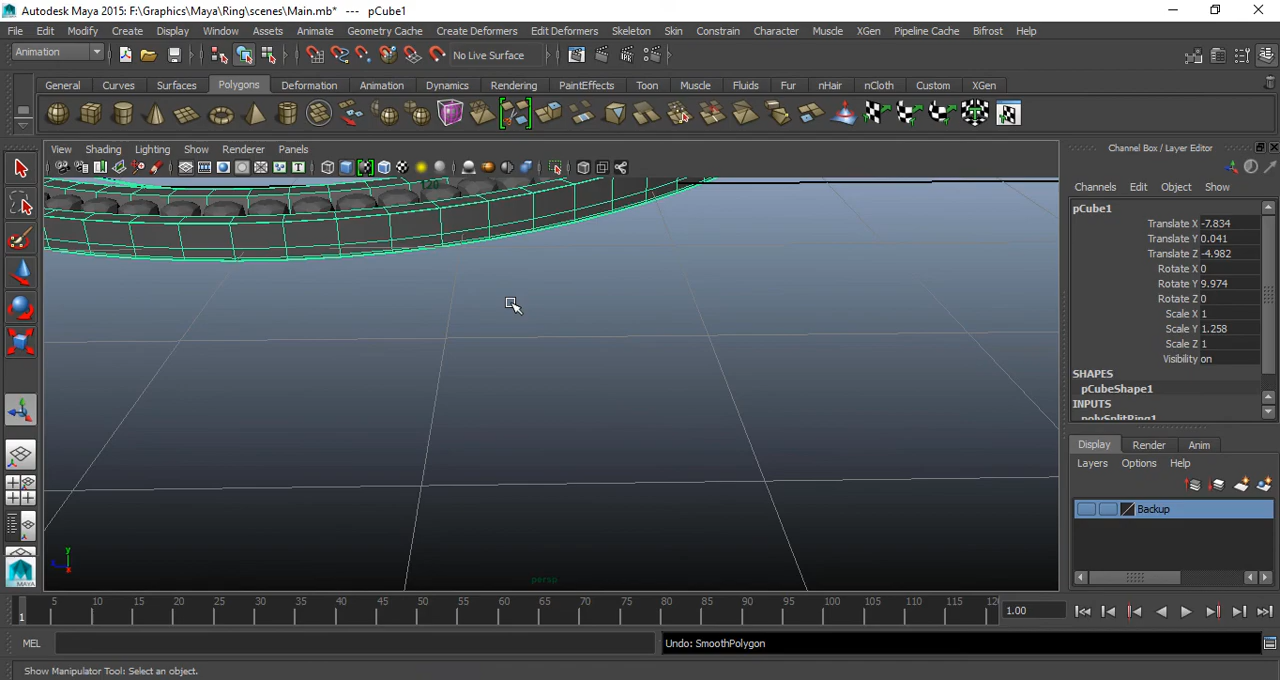 Autodesk Maya 2015: F:\Graphics\Maya\Ring\scenes\Main.mb* --- pCube1
File Edit Modify Create Display Window Assets Animate Geometry Cache Create Deformers Edit Deformers Skeleton Skin Constrain Character Muscle XGen Pipeline Cache Bifrost Help
Animation No Live Surface
General Curves Surfaces Polygons Deformation Animation Dynamics Rendering PaintEffects Toon Muscle Fluids Fur nHair nCloth Custom XGen
View Shading Lighting Show Renderer Panels
Channel Box / Layer Editor
Channels Edit Object Show
pCube1
Translate X -7.834
Translate Y 0.041
Translate Z -4.982
Rotate X 0
Rotate Y 9.974
Rotate Z 0
Scale X 1
Scale Y 1.258
Scale Z 1
Visibility on
SHAPES
pCubeShape1
INPUTS
polySplitRing1
120
Display Render Anim
Layers Options Help
Backup
y
persp
5 10 15 20 25 30 35 40 45 50 55 60 65 70 75 80 85 90 95 100 105 110 115 12
1
1.00
MEL Undo: SmoothPolygon
Show Manipulator Tool: Select an object.